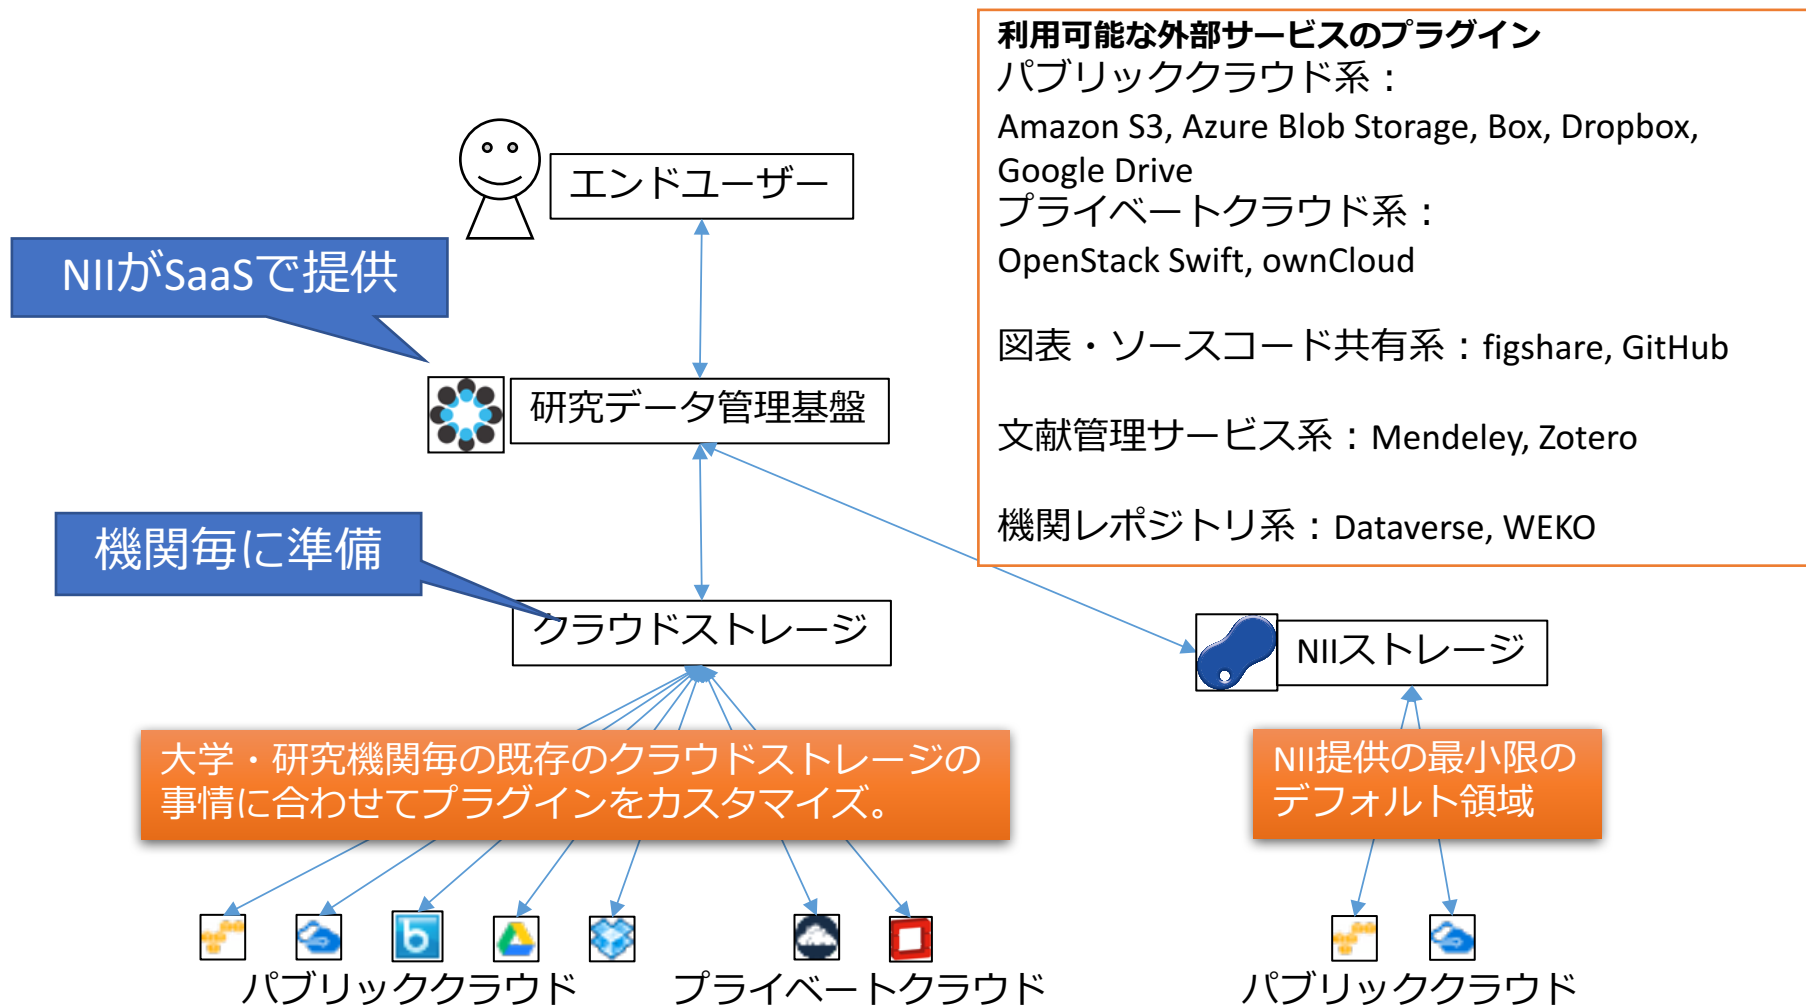 利用可能な外部サービスのプラグイン
パブリッククラウド系：
Amazon S3, Azure Blob Storage, Box, Dropbox,
Google Drive
プライベートクラウド系：
OpenStack Swift, ownCloud
図表・ソースコード共有系：figshare, GitHub
文献管理サービス系：Mendeley, Zotero
機関レポジトリ系：Dataverse, WEKO
エンドユーザー
NIIがSaaSで提供
研究データ管理基盤
機関毎に準備
クラウドストレージ
NIIストレージ
大学・研究機関毎の既存のクラウドストレージの
事情に合わせてプラグインをカスタマイズ。
NII提供の最小限の
デフォルト領域
b
パブリッククラウド
プライベートクラウド
パブリッククラウド